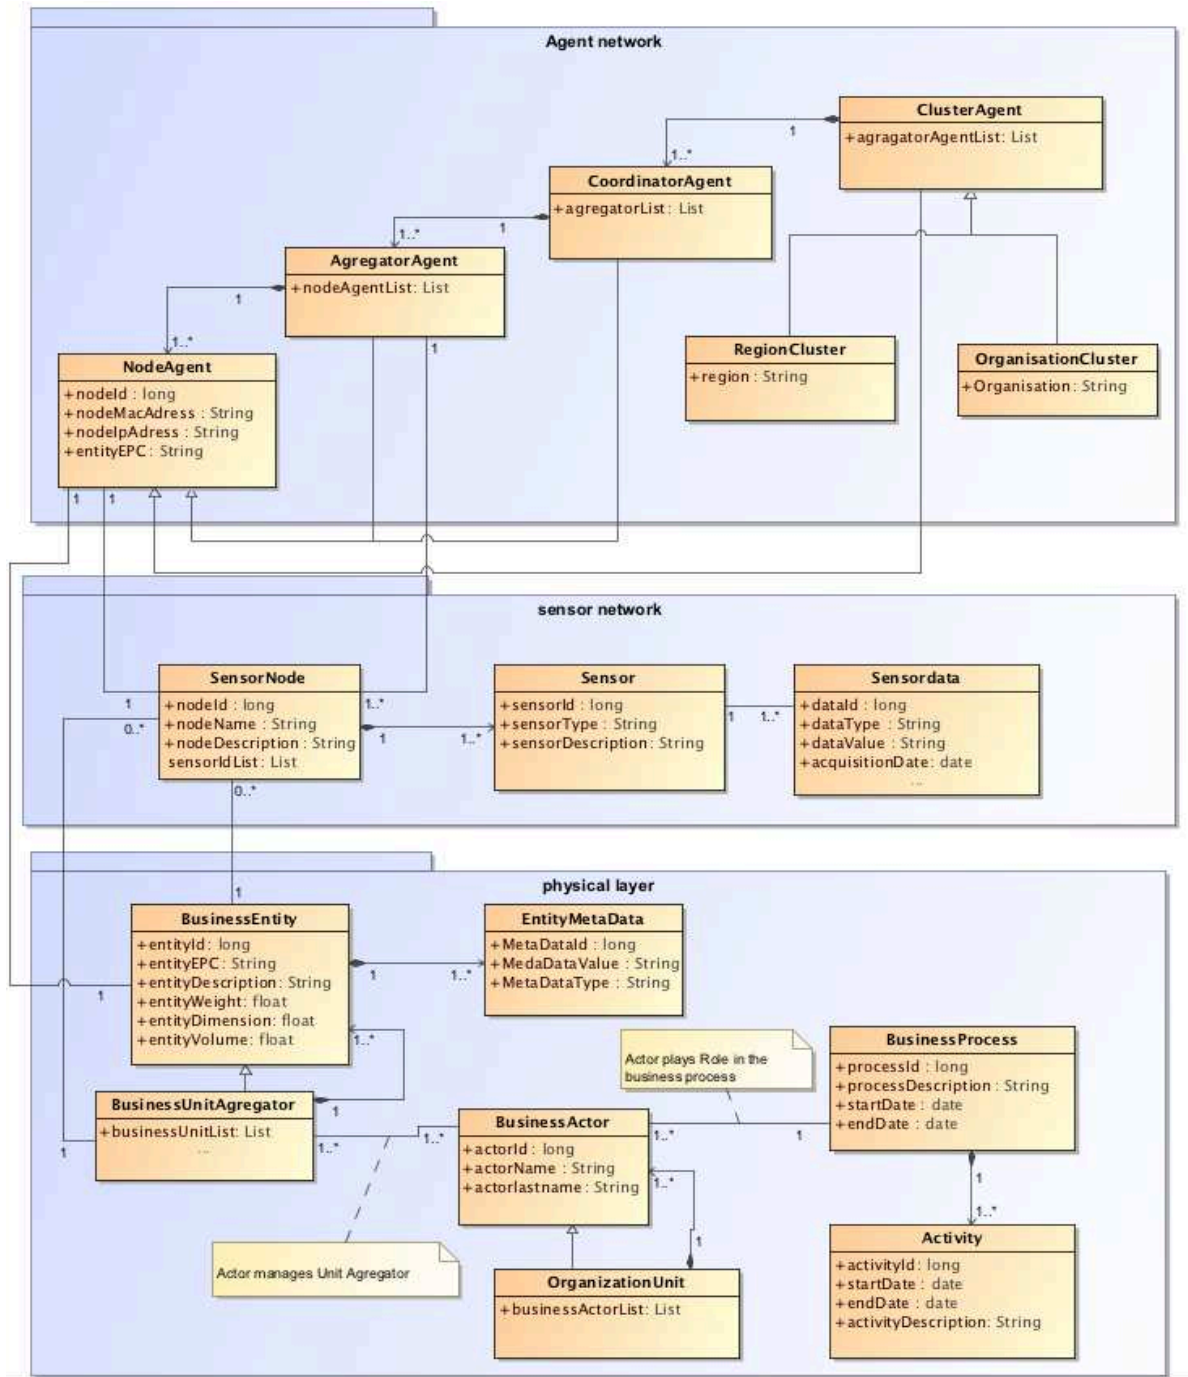 Agent network
ClusterAgent
+agragatorAgentList: List
1
1..*
CoordinatorAgent
+agregatorList: List
1
1..*
AgregatorAgent
+nodeAgentList: List
1
1..*
1
NodeAgent
+nodeId : long
+nodeMacAdress : String
+nodeIpAdress : String
+entityEPC : String
1
1
RegionCluster
+region : String
OrganisationCluster
+Organisation: String
sensor network
SensorNode
+nodeId : long
+nodeName : String
+nodeDescription : String
sensorIdList: List
1
0..*
1..*
1
1..*
0..*
Sensor
+sensorId : long
+sensorType : String
+sensorDescription: String
1
1..*
Sensordata
+dataId : long
+dataType : String
+dataValue : String
+acquisitionDate: date
...
physical layer
1
BusinessEntity
+entityId : long
+entityEPC : String
+entityDescription: String
+entityWeight: float
+entityDimension: float
+entityVolume: float
1
1
1..*
1..*
1
EntityMetaData
+MetaDataId : long
+MedaDataValue : String
+MetaDataType : String
BusinessUnitAgregator
+businessUnitList: List
...
1
1..*
1..*
Actor plays Role in the
business process
BusinessActor
+actorId : long
+actorName : String
+actorlastname: String
1..*
1
1..*
1
BusinessProcess
+processId : long
+processDescription : String
+startDate : date
+endDate : date
1
1..*
Actor manages Unit Agregator
OrganizationUnit
+businessActorList: List
Activity
+activityId: long
+startDate : date
+endDate : date
+activityDescription: String